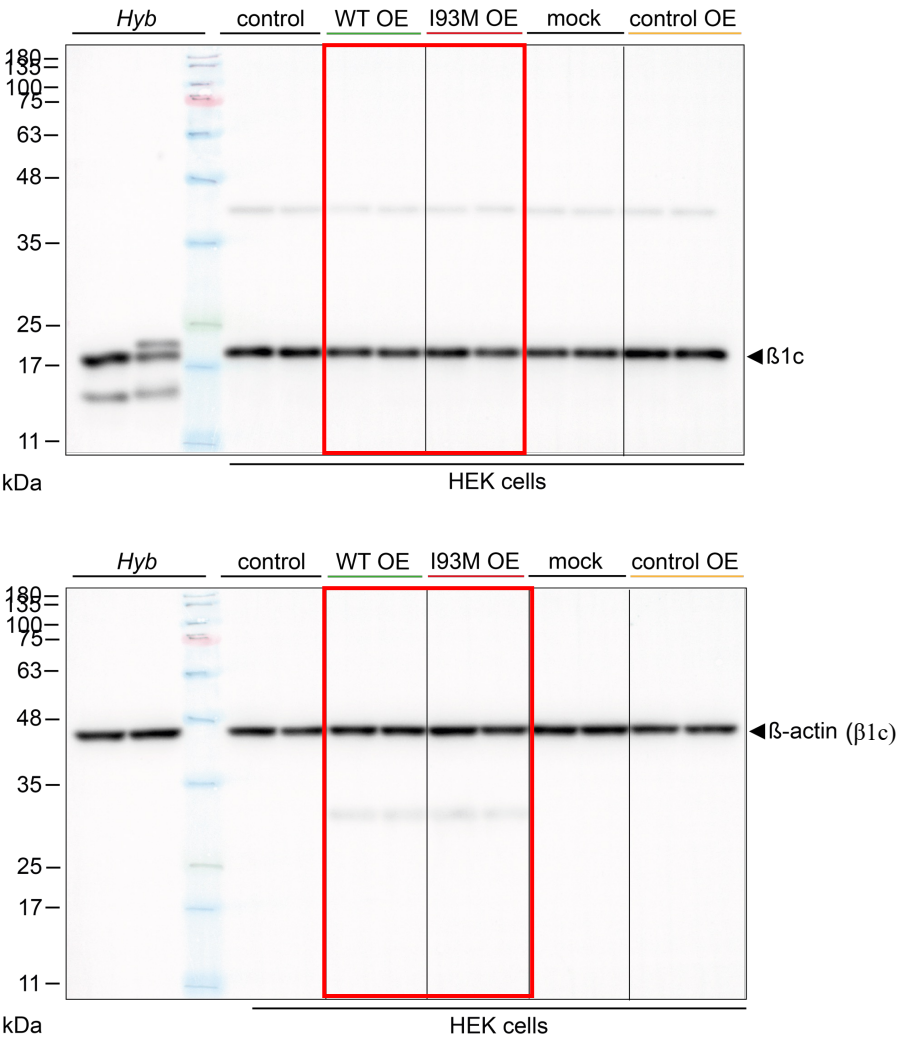 Hyb control WT OE I93M OE mock control OE
180
135
100
75
63
48
35
25
17
11
ß1c
kDa
HEK cells
Hyb control WT OE I93M OE mock control OE
180
135
100
75
63
48
35
25
17
11
ß-actin (β1c)
kDa
HEK cells